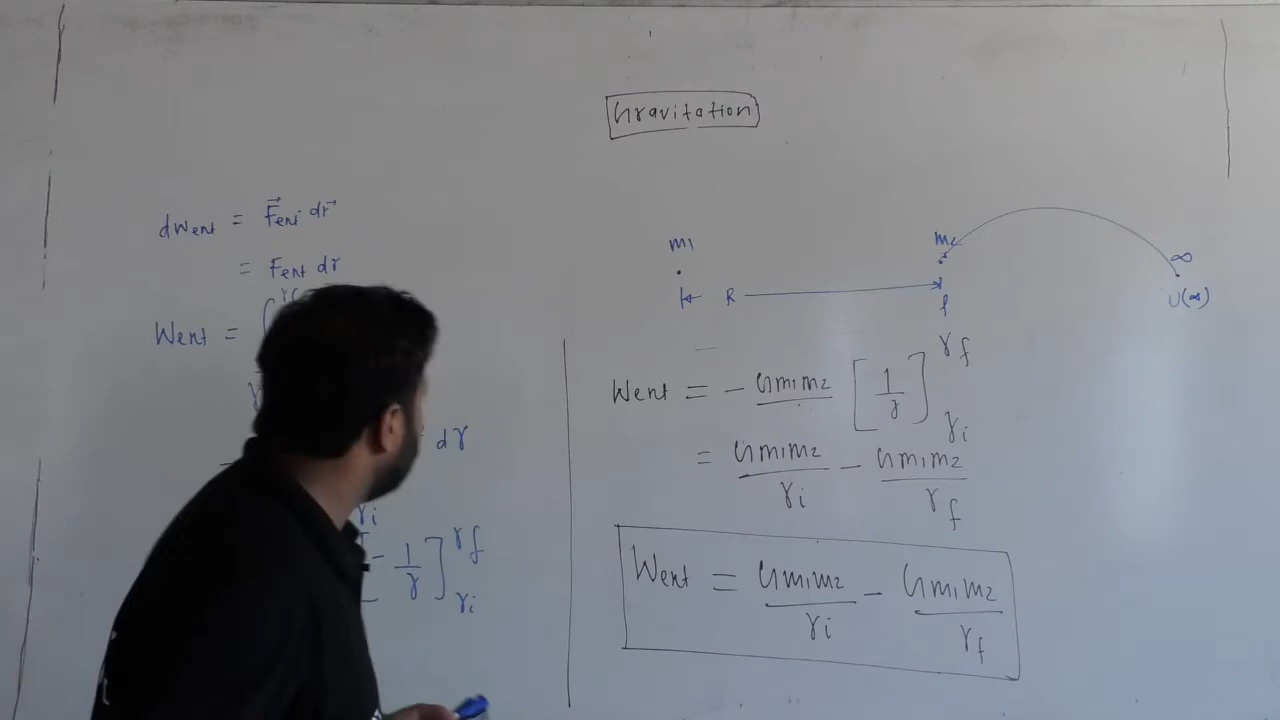 Gravitation
dWext = F⃗ext dr⃗
= Fext dr
Wext = ∫
dr
ri
- 1/r ] rf ri
m1 m2 ∞
R f U(∞)
Wext = - Gm1m2 [ 1/r ] rf ri
= Gm1m2/ri - Gm1m2/rf
Wext = Gm1m2/ri - Gm1m2/rf